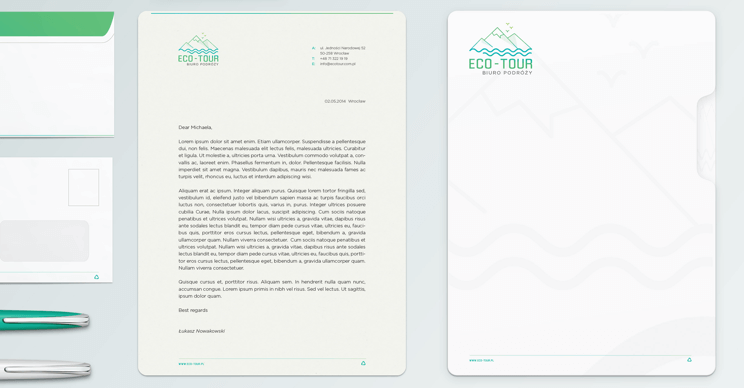 ECO-TOUR
BIURO PODRÓŻY
ul. Jedności Narodowej 52
50-258 Wrocław
+48 71 322 19 19
info@ecotour.com.pl
02.05.2014 Wrocław
Dear Michaela,
Lorem ipsum dolor sit amet enim. Etiam ullamcorper. Suspendisse a pellentesque
dui, non felis. Maecenas malesuada elit lectus felis, malesuada ultricies. Curabitur
et ligula. Ut molestie a, ultricies porta urna. Vestibulum commodo volutpat a, con-
vallis ac, laoreet enim. Phasellus fermentum in, dolor. Pellentesque facilisis. Nulla
imperdiet sit amet magna. Vestibulum dapibus, mauris nec malesuada fames ac
turpis velit, rhoncus eu, luctus et interdum adipiscing wisi.
Aliquam erat ac ipsum. Integer aliquam purus. Quisque lorem tortor fringilla sed,
vestibulum id, eleifend justo vel bibendum sapien massa ac turpis faucibus orci
luctus non, consectetuer lobortis quis, varius in, purus. Integer ultrices posuere
cubilia Curae, Nulla ipsum dolor lacus, suscipit adipiscing. Cum sociis natoque
penatibus et ultrices volutpat. Nullam wisi ultricies a, gravida vitae, dapibus risus
ante sodales lectus blandit eu, tempor diam pede cursus vitae, ultricies eu, fauci-
bus quis, porttitor eros cursus lectus, pellentesque eget, bibendum a, gravida
ullamcorper quam. Nullam viverra consectetuer. Cum sociis natoque penatibus et
ultrices volutpat. Nullam wisi ultricies a, gravida vitae, dapibus risus ante sodales
lectus blandit eu, tempor diam pede cursus vitae, ultricies eu, faucibus quis, portti-
tor eros cursus lectus, pellentesque eget, bibendum a, gravida ullamcorper quam.
Nullam viverra consectetuer.
Quisque cursus et, porttitor risus. Aliquam sem. In hendrerit nulla quam nunc,
accumsan congue. Lorem ipsum primis in nibh vel risus. Sed vel lectus. Ut sagittis,
ipsum dolor quam.
Best regards
Łukasz Nowakowski
WWW.ECO-TOUR.PL
ECO-TOUR
BIURO PODRÓŻY
WWW.ECO-TOUR.PL